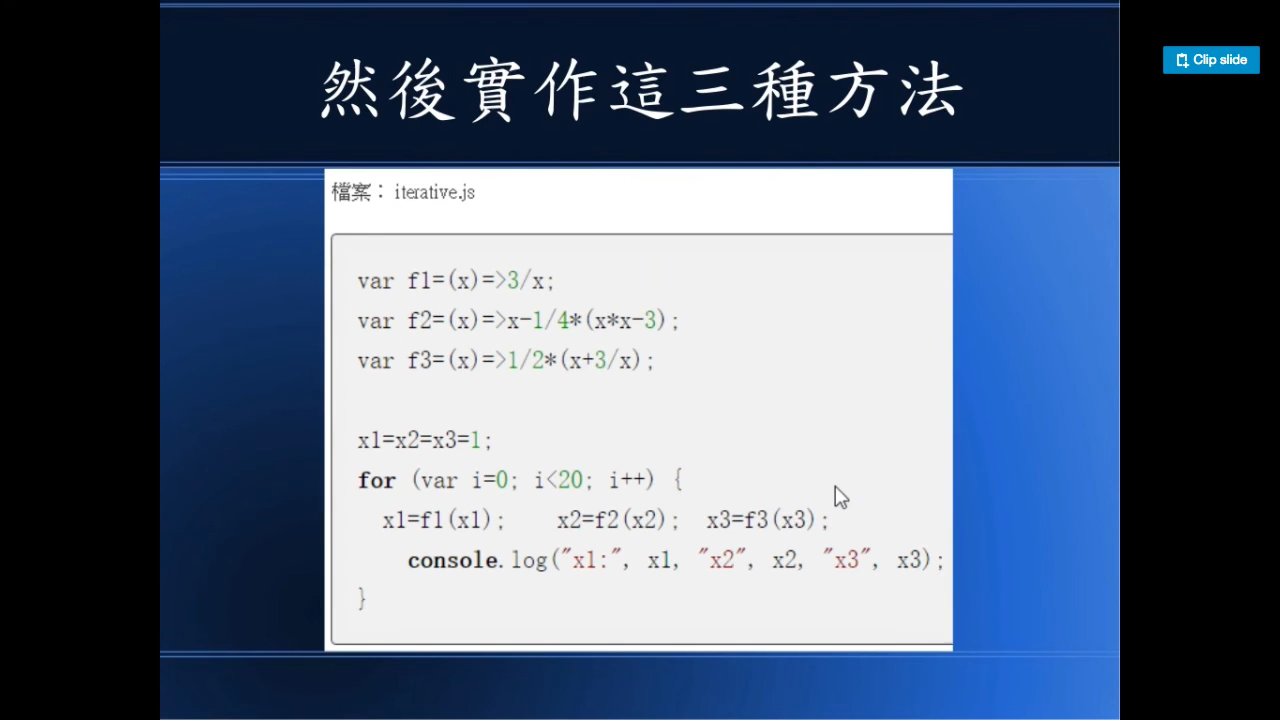 Clip slide
然後實作這三種方法
檔案： iterative.js
var f1=(x)=>3/x;
var f2=(x)=>x-1/4*(x*x-3);
var f3=(x)=>1/2*(x+3/x);
x1=x2=x3=1;
for (var i=0; i<20; i++) {
x1=f1(x1); x2=f2(x2); x3=f3(x3);
console.log("x1:", x1, "x2", x2, "x3", x3);
}